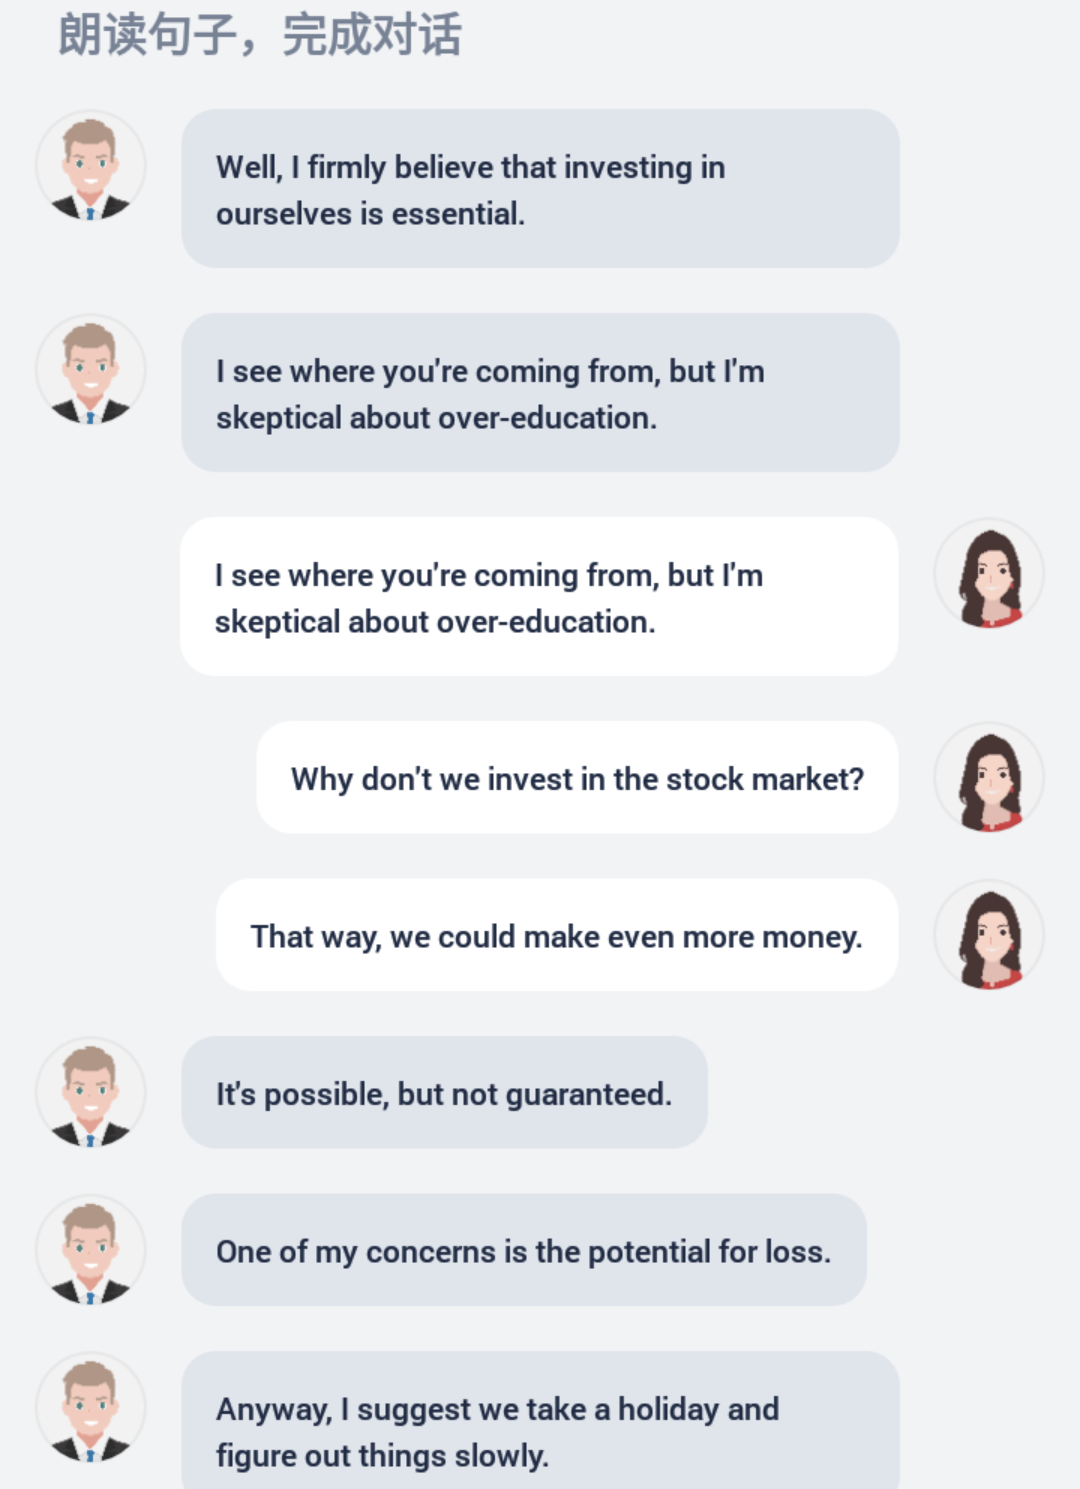 朗读句子，完成对话
Well, I firmly believe that investing in
ourselves is essential.
I see where you're coming from, but I'm
skeptical about over-education.
I see where you're coming from, but I'm
skeptical about over-education.
Why don't we invest in the stock market?
That way, we could make even more money.
It's possible, but not guaranteed.
One of my concerns is the potential for loss.
Anyway, I suggest we take a holiday and
figure out things slowly.